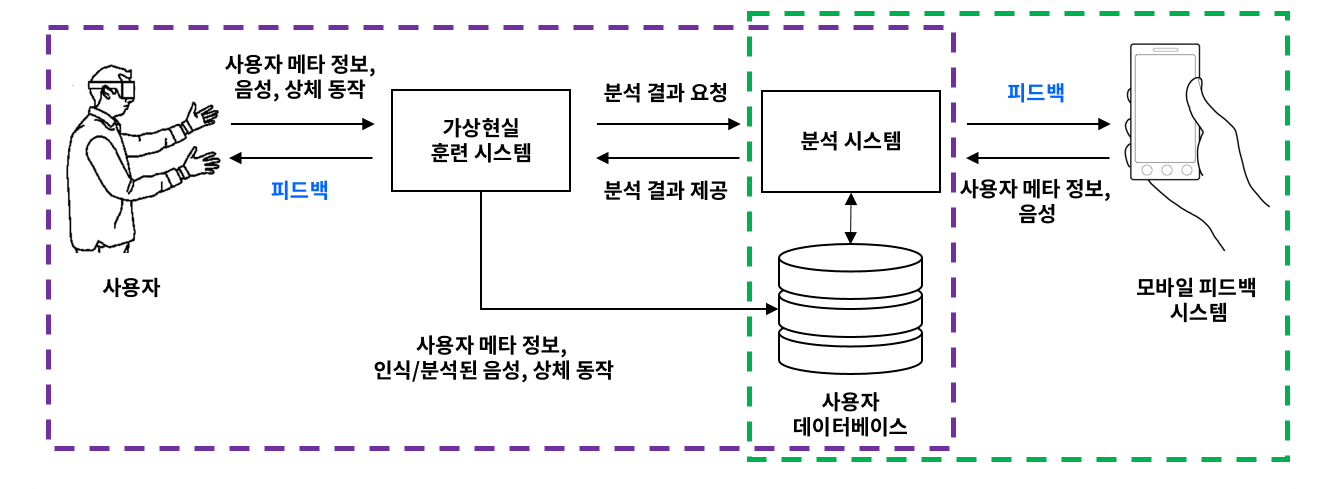 사용자 메타 정보,
음성, 상체 동작
피드백
사용자
가상현실
훈련 시스템
분석 결과 요청
분석 결과 제공
분석 시스템
피드백
사용자 메타 정보,
음성
모바일 피드백
시스템
사용자 메타 정보,
인식/분석된 음성, 상체 동작
사용자
데이터베이스